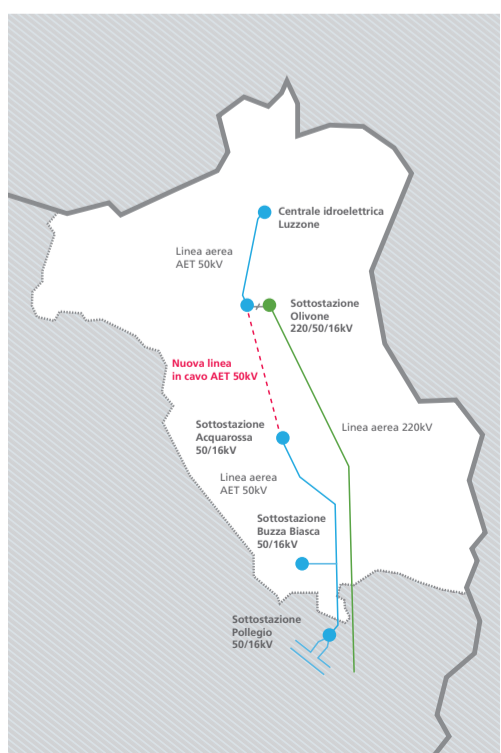 Centrale idroelettrica
Luzzone
Linea aerea
AET 50kV
Sottostazione
Olivone
220/50/16kV
Nuova linea
in cavo AET 50kV
Sottostazione
Acquarossa
50/16kV
Linea aerea 220kV
Linea aerea
AET 50kV
Sottostazione
Buzza Biasca
50/16kV
Sottostazione
Pollegio
50/16kV